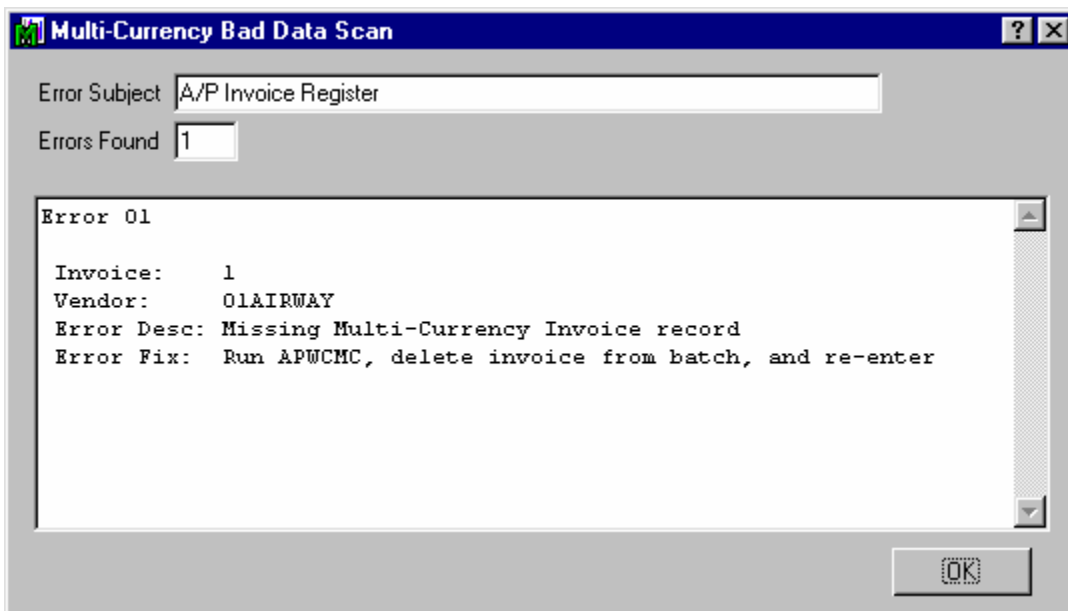 Multi-Currency Bad Data Scan
Error Subject A/P Invoice Register
Errors Found 1
Error 01
Invoice: 1
Vendor: 01AIRWAY
Error Desc: Missing Multi-Currency Invoice record
Error Fix: Run APWCMC, delete invoice from batch, and re-enter
OK